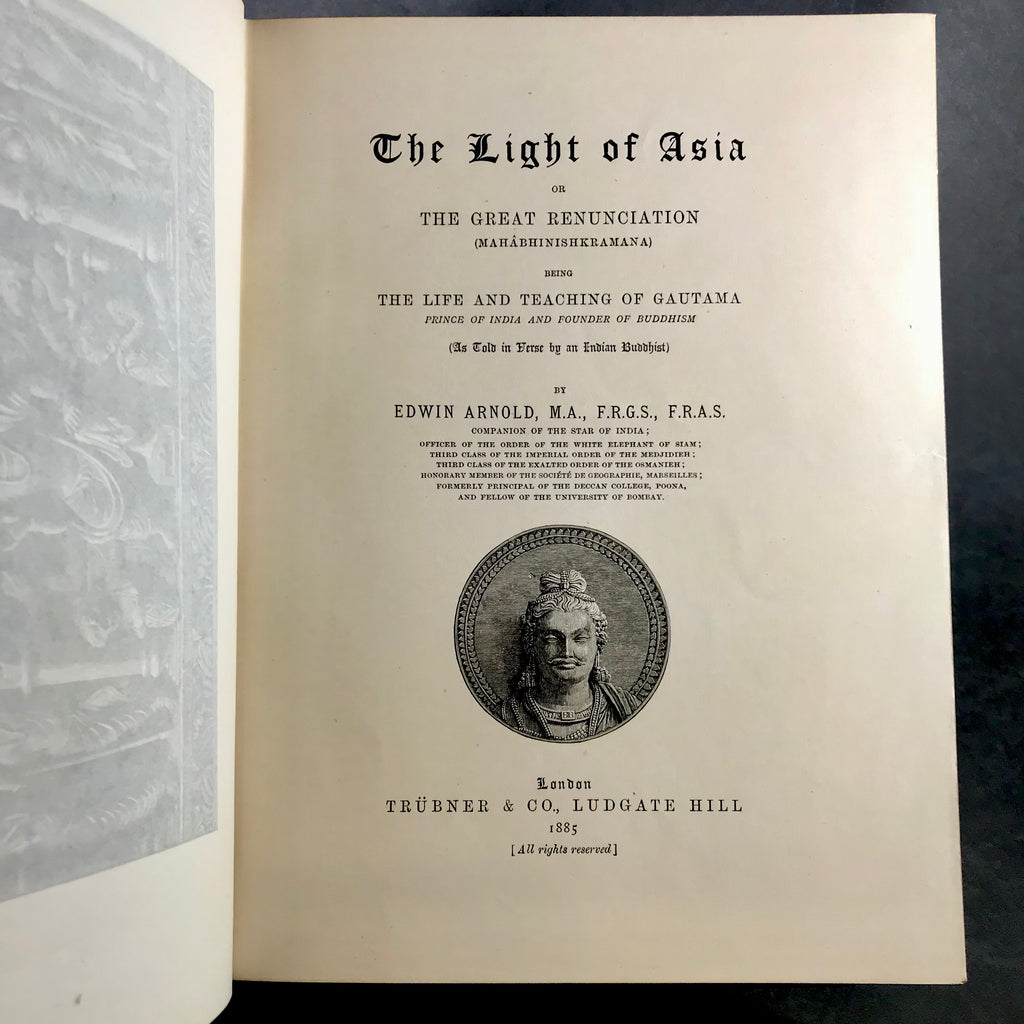 The Light of Asia
OR
THE GREAT RENUNCIATION
(MAHÂBHINISHKRAMANA)
BEING
THE LIFE AND TEACHING OF GAUTAMA
PRINCE OF INDIA AND FOUNDER OF BUDDHISM
(As Told in Verse by an Indian Buddhist)
BY
EDWIN ARNOLD, M.A., F.R.G.S., F.R.A.S.
COMPANION OF THE STAR OF INDIA;
OFFICER OF THE ORDER OF THE WHITE ELEPHANT OF SIAM;
THIRD CLASS OF THE IMPERIAL ORDER OF THE MEDJIDIEH;
THIRD CLASS OF THE EXALTED ORDER OF THE OSMANIEH;
HONORARY MEMBER OF THE SOCIÉTÉ DE GEOGRAPHIE, MARSEILLES;
FORMERLY PRINCIPAL OF THE DECCAN COLLEGE, POONA,
AND FELLOW OF THE UNIVERSITY OF BOMBAY.
London
TRÜBNER & CO., LUDGATE HILL
1885
[All rights reserved]